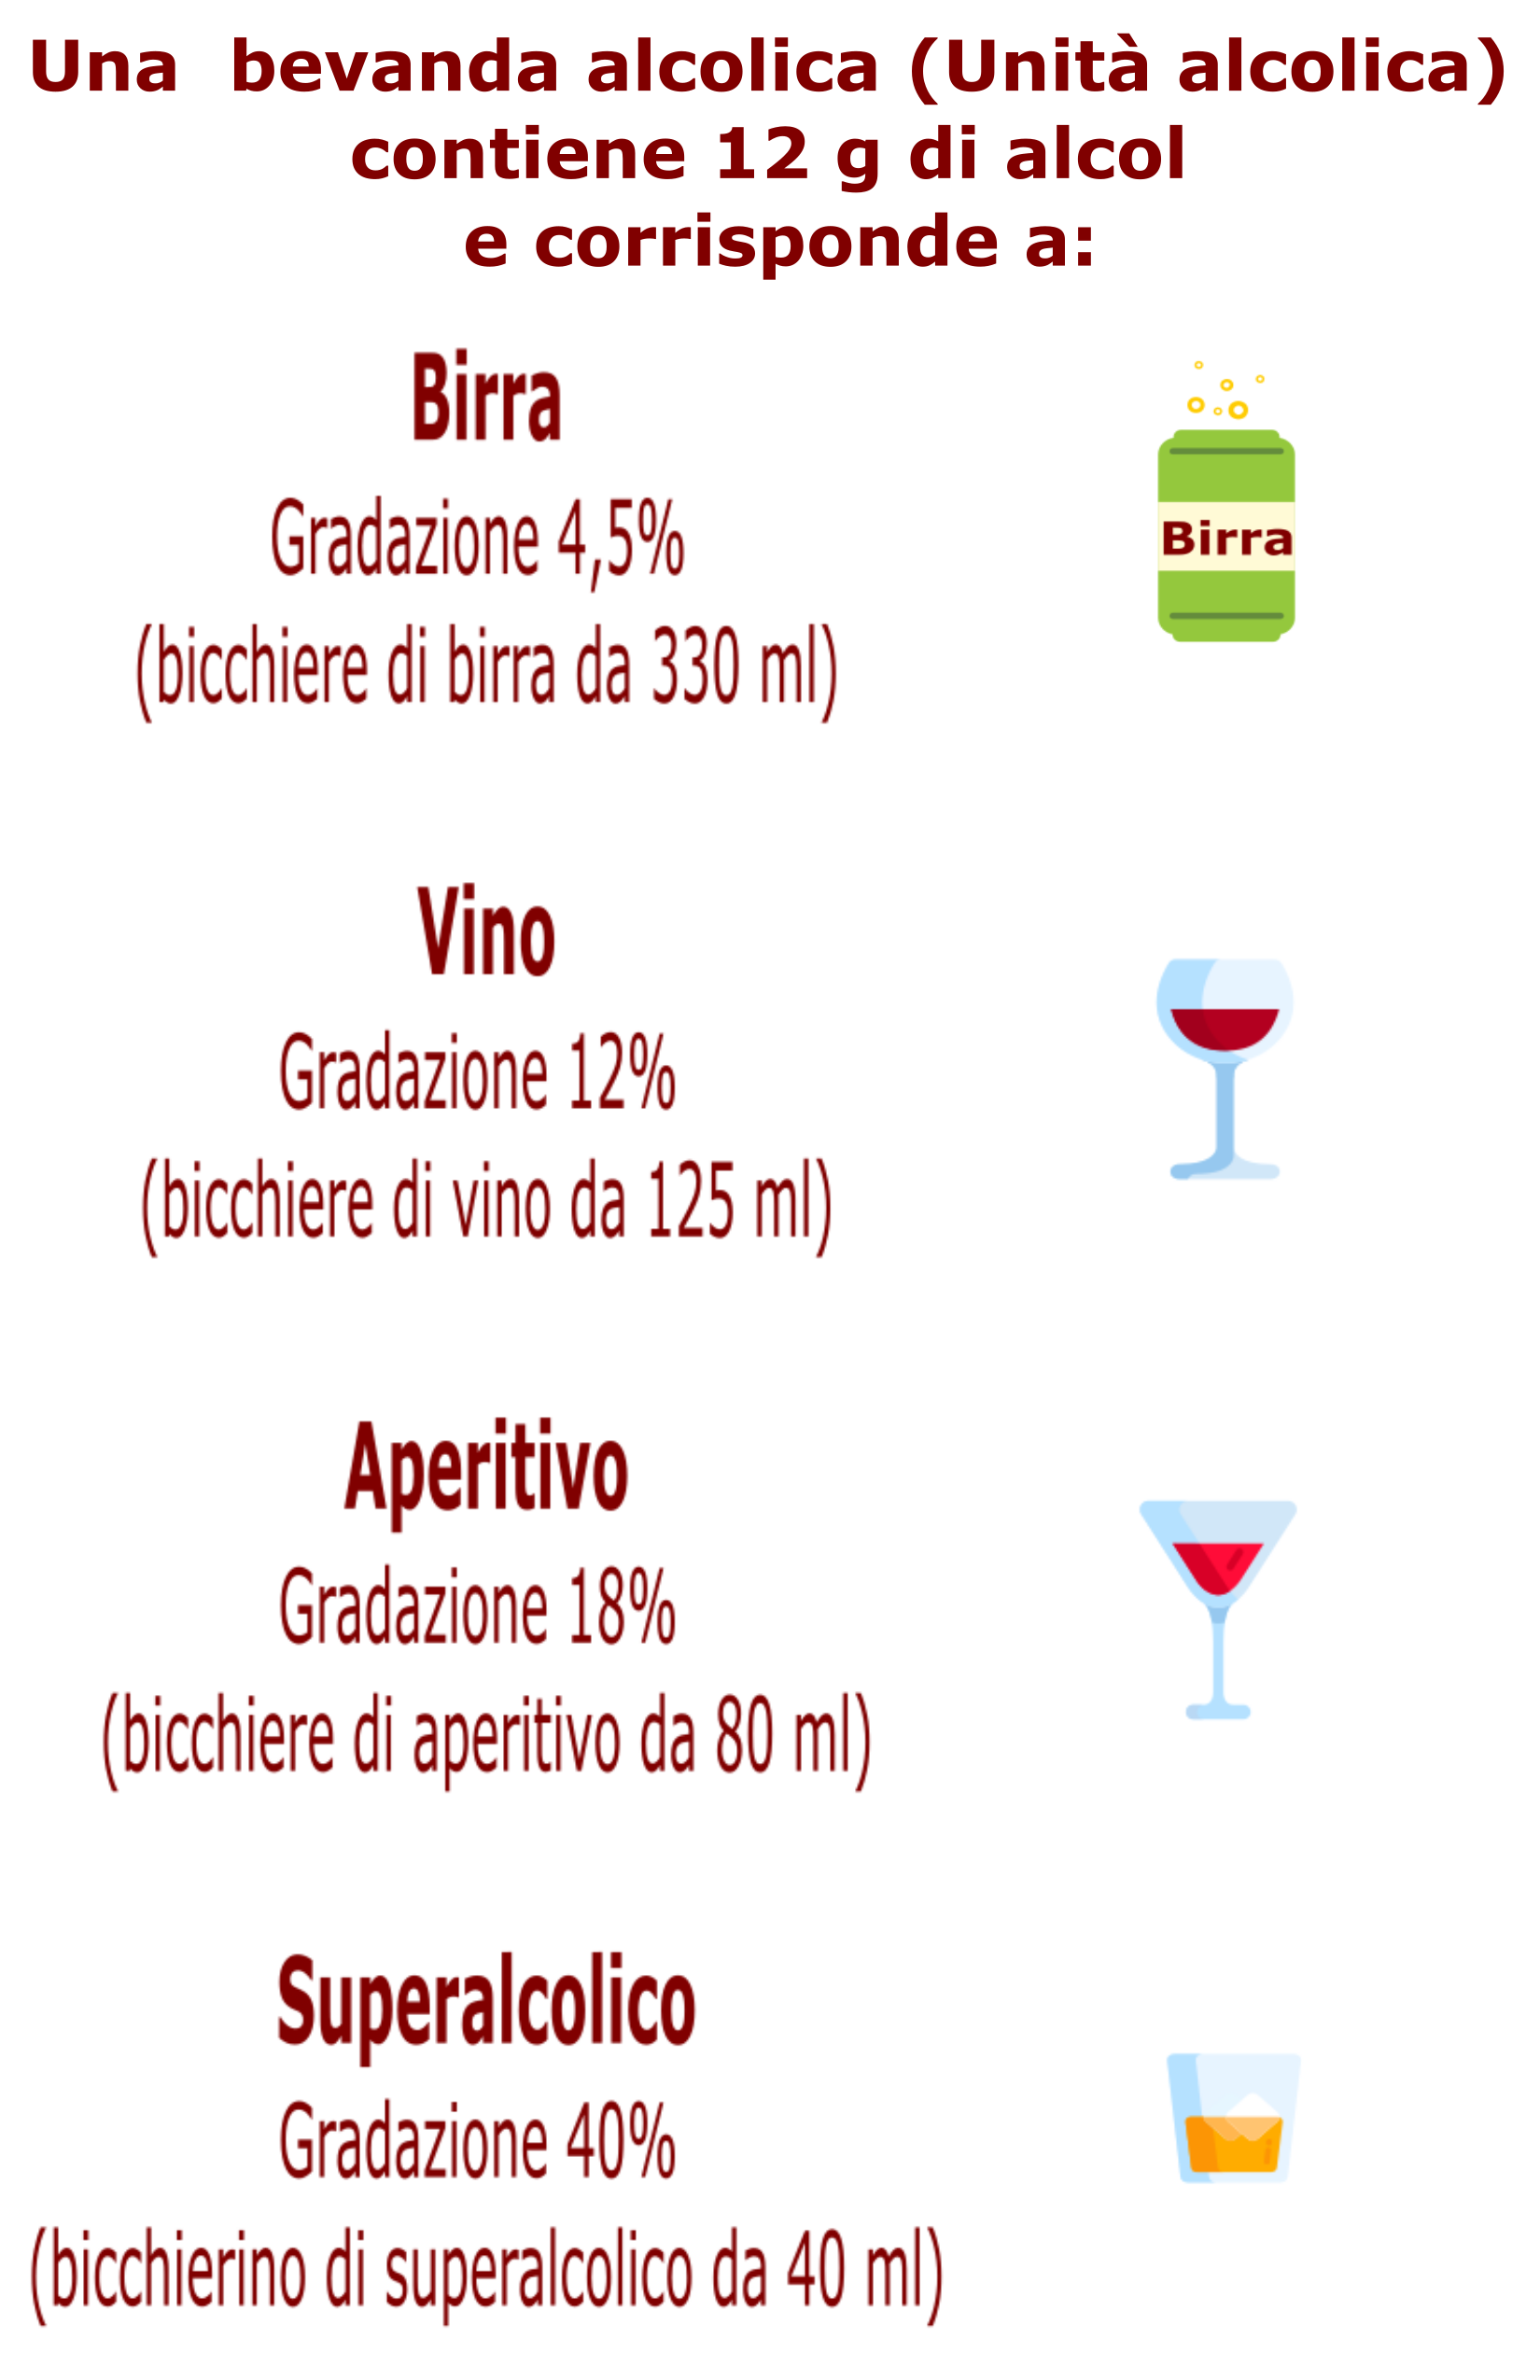 Una bevanda alcolica (Unità alcolica)
contiene 12 g di alcol
e corrisponde a:
Birra
Gradazione 4,5%
(bicchiere di birra da 330 ml)
Birra
Vino
Gradazione 12%
(bicchiere di vino da 125 ml)
Aperitivo
Gradazione 18%
(bicchiere di aperitivo da 80 ml)
Superalcolico
Gradazione 40%
(bicchierino di superalcolico da 40 ml)